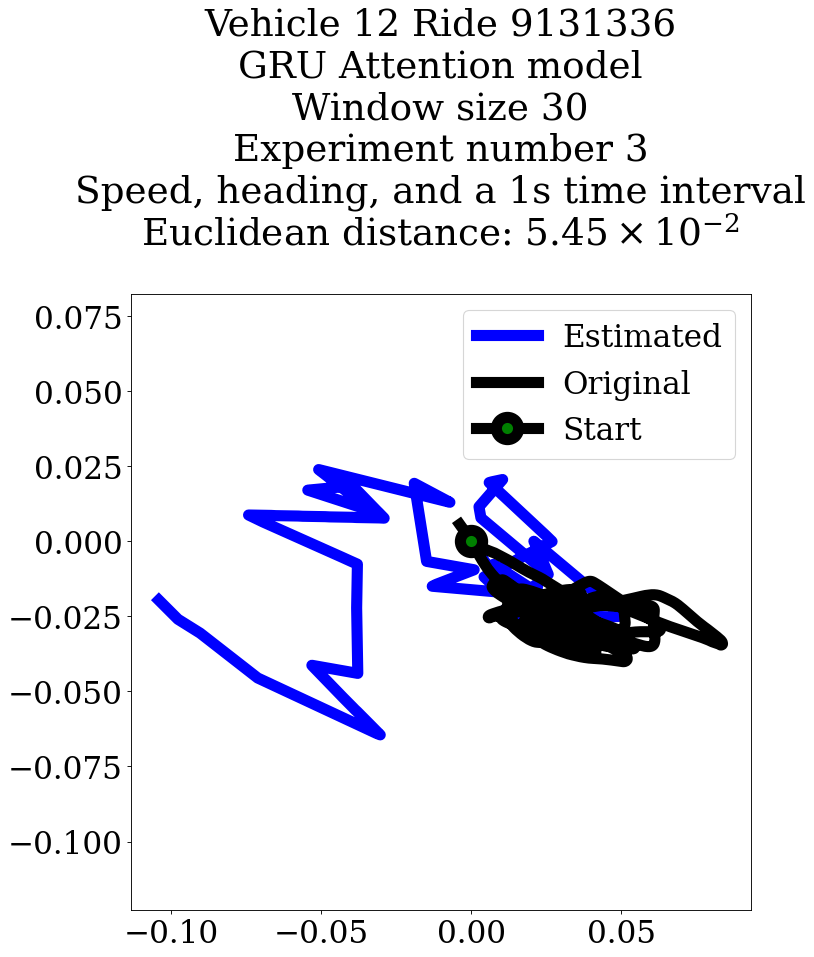 Vehicle 12 Ride 9131336
GRU Attention model
Window size 30
Experiment number 3
Speed, heading, and a 1s time interval
Euclidean distance: 5.45 × 10⁻²
Estimated
Original
Start
0.075
0.050
0.025
0.000
−0.025
−0.050
−0.075
−0.100
−0.10 −0.05 0.00 0.05